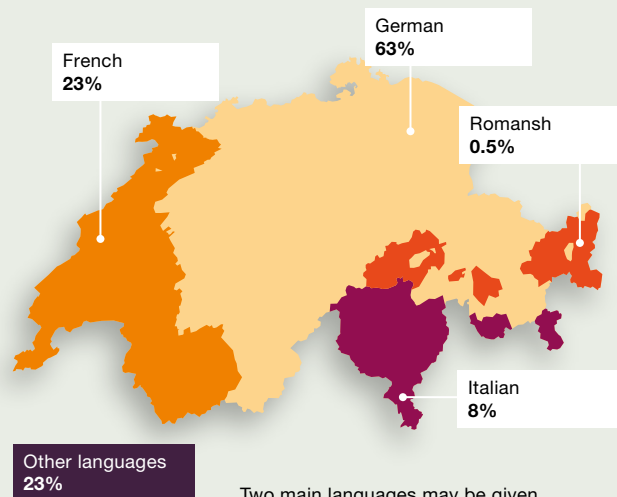 German
63%
French
23%
Romansh
0.5%
Italian
8%
Other languages
23%
Two main languages may be given